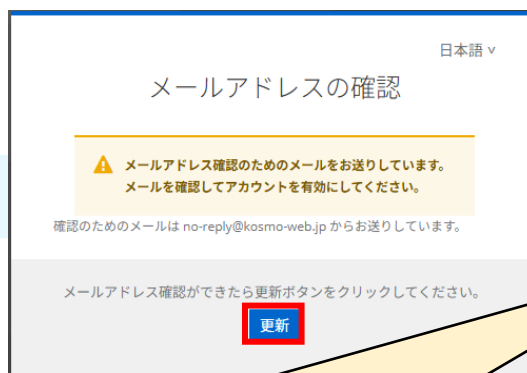 日本語 ∨
メールアドレスの確認
メールアドレス確認のためのメールをお送りしています。
メールを確認してアカウントを有効にしてください。
確認のためのメールは no-reply@kosmo-web.jp からお送りしています。
メールアドレス確認ができたら更新ボタンをクリックしてください。
更新